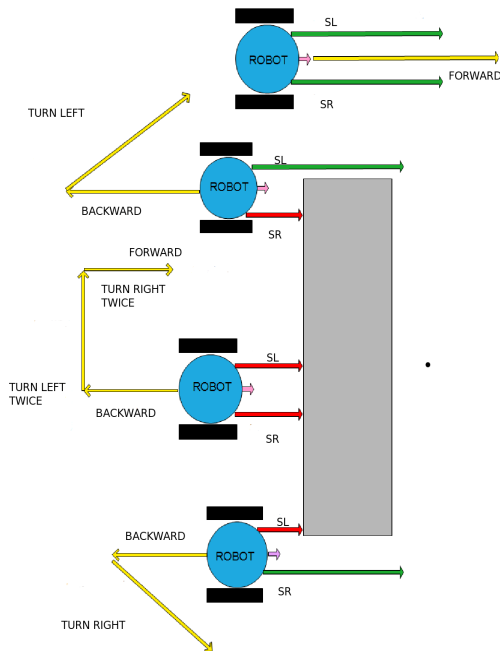 SL
ROBOT
FORWARD
SR
TURN LEFT
SL
ROBOT
BACKWARD
SR
FORWARD
TURN RIGHT
TWICE
SL
ROBOT
TURN LEFT
TWICE
BACKWARD
SR
SL
BACKWARD
ROBOT
SR
TURN RIGHT